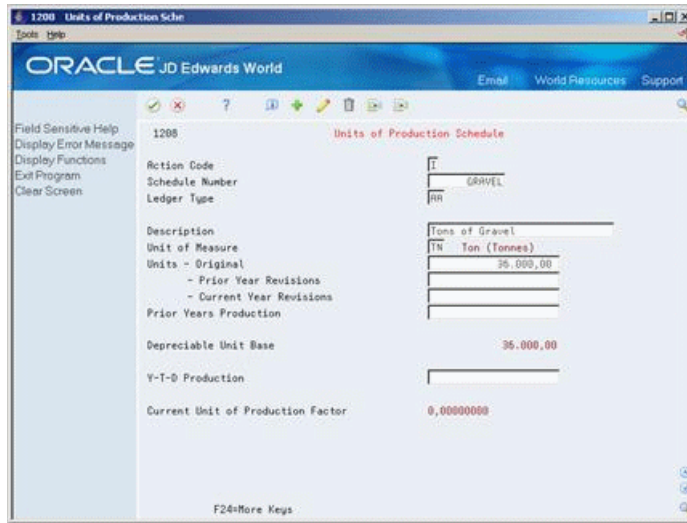 1208 Units of Production Sche
Tools Help
ORACLE JD Edwards World
Email World Resources Support
Field Sensitive Help
Display Error Message
Display Functions
Exit Program
Clear Screen
1208 Units of Production Schedule
Action Code I
Schedule Number GRAVEL
Ledger Type AA
Description Tons of Gravel
Unit of Measure TN Ton (Tonnes)
Units - Original 36.000,00
- Prior Year Revisions
- Current Year Revisions
Prior Years Production
Depreciable Unit Base 36.000,00
Y-T-D Production
Current Unit of Production Factor 0,00000000
F24=More Keys